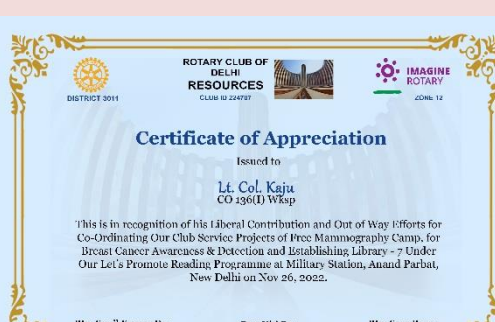 ROTARY CLUB OF
DELHI
RESOURCES
CLUB ID 224797
DISTRICT 3011
IMAGINE
ROTARY
ZONE 12
Certificate of Appreciation
Issued to
Lt. Col. Kaju
CO 136(I) Wksp
This is in recognition of his Liberal Contribution and Out of Way Efforts for
Co-Ordinating Our Club Service Projects of Free Mammography Camp, for
Breast Cancer Awareness & Detection and Establishing Library - 7 Under
Our Let's Promote Reading Programme at Military Station, Anand Parbat,
New Delhi on Nov 26, 2022.